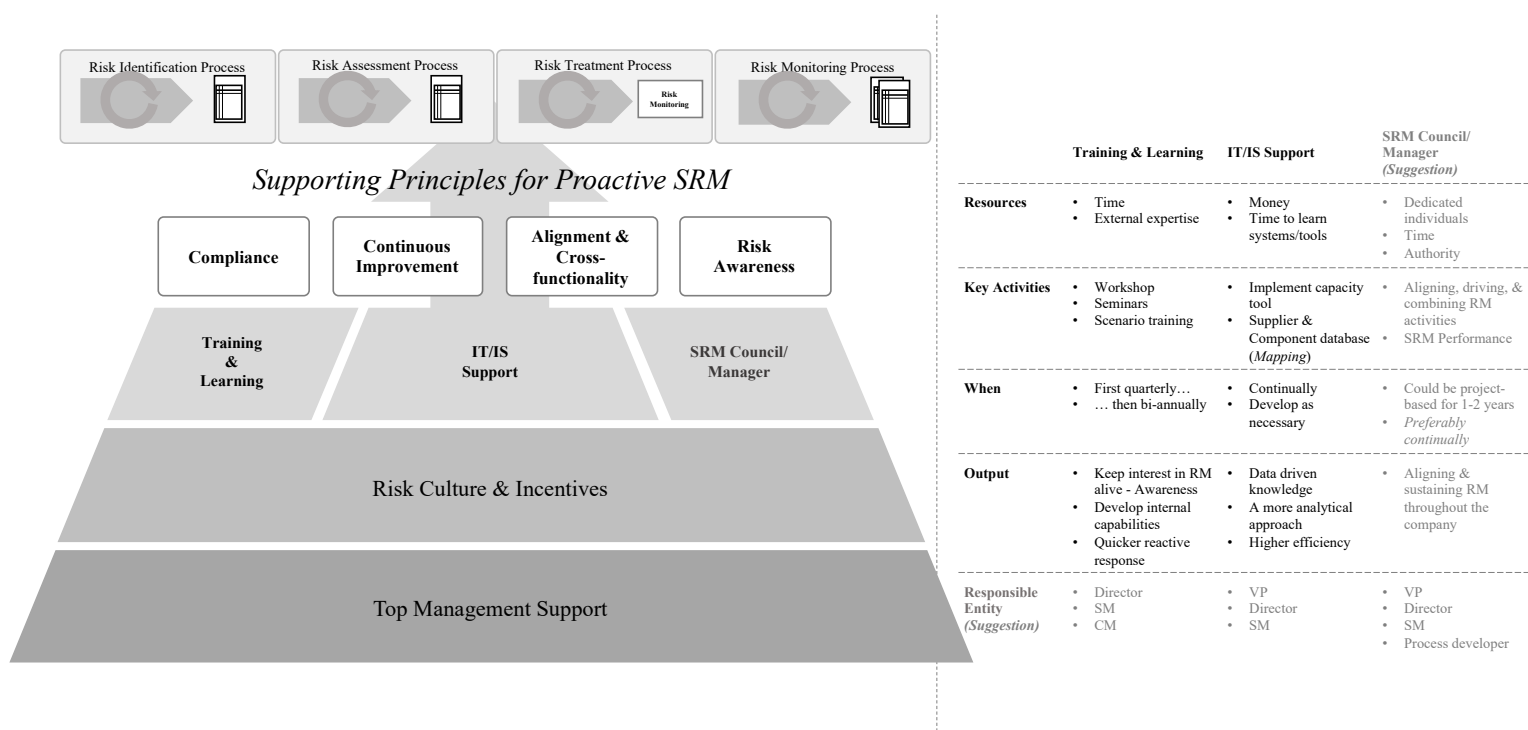 Risk Identification Process
Risk Assessment Process
Risk Treatment Process
Risk Monitoring Process
Risk
Monitoring
Supporting Principles for Proactive SRM
Compliance
Continuous
Improvement
Alignment &
Cross-
functionality
Risk
Awareness
Training
&
Learning
IT/IS
Support
SRM Council/
Manager
Risk Culture & Incentives
Top Management Support
Training & Learning
IT/IS Support
SRM Council/
Manager
(Suggestion)
Resources
• Time
• External expertise
• Money
• Time to learn
systems/tools
• Dedicated
individuals
• Time
• Authority
Key Activities
• Workshop
• Seminars
• Scenario training
• Implement capacity
tool
• Supplier &
Component database
(Mapping)
• Aligning, driving, &
combining RM
activities
• SRM Performance
When
• First quarterly…
• … then bi-annually
• Continually
• Develop as
necessary
• Could be project-
based for 1-2 years
• Preferably
continually
Output
• Keep interest in RM
alive - Awareness
• Develop internal
capabilities
• Quicker reactive
response
• Data driven
knowledge
• A more analytical
approach
• Higher efficiency
• Aligning &
sustaining RM
throughout the
company
Responsible
Entity
(Suggestion)
• Director
• SM
• CM
• VP
• Director
• SM
• VP
• Director
• SM
• Process developer